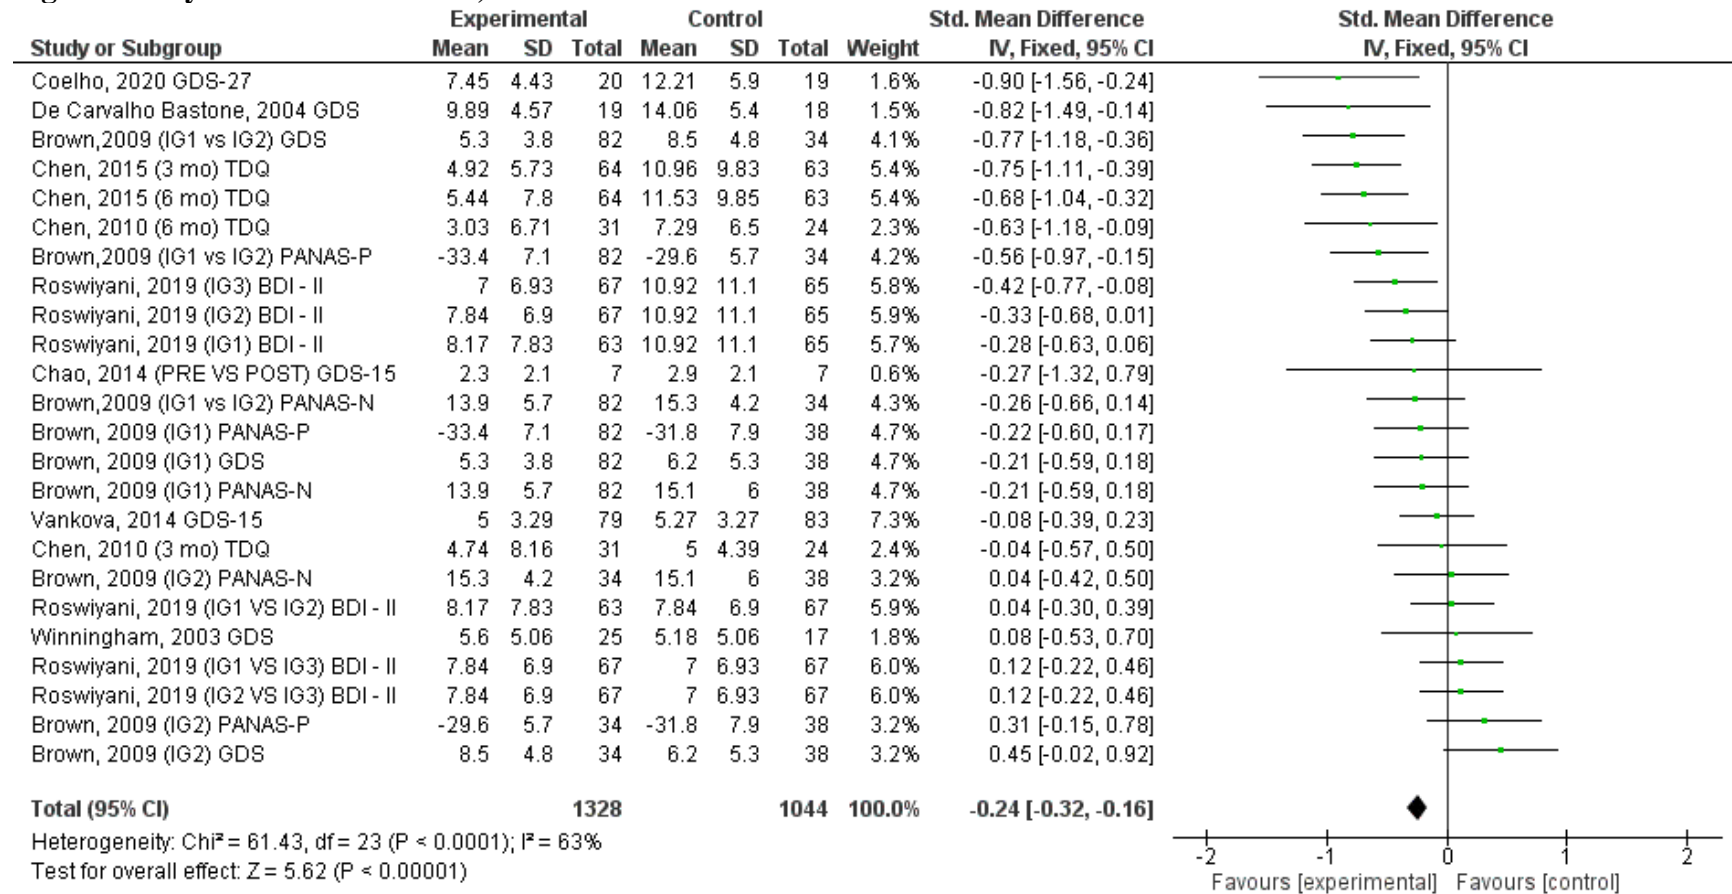 Experimental Control Std. Mean Difference Std. Mean Difference
Study or Subgroup Mean SD Total Mean SD Total Weight IV, Fixed, 95% CI IV, Fixed, 95% CI
Coelho, 2020 GDS-27 7.45 4.43 20 12.21 5.9 19 1.6% -0.90 [-1.56, -0.24]
De Carvalho Bastone, 2004 GDS 9.89 4.57 19 14.06 5.4 18 1.5% -0.82 [-1.49, -0.14]
Brown,2009 (IG1 vs IG2) GDS 5.3 3.8 82 8.5 4.8 34 4.1% -0.77 [-1.18, -0.36]
Chen, 2015 (3 mo) TDQ 4.92 5.73 64 10.96 9.83 63 5.4% -0.75 [-1.11, -0.39]
Chen, 2015 (6 mo) TDQ 5.44 7.8 64 11.53 9.85 63 5.4% -0.68 [-1.04, -0.32]
Chen, 2010 (6 mo) TDQ 3.03 6.71 31 7.29 6.5 24 2.3% -0.63 [-1.18, -0.09]
Brown,2009 (IG1 vs IG2) PANAS-P -33.4 7.1 82 -29.6 5.7 34 4.2% -0.56 [-0.97, -0.15]
Roswiyani, 2019 (IG3) BDI - II 7 6.93 67 10.92 11.1 65 5.8% -0.42 [-0.77, -0.08]
Roswiyani, 2019 (IG2) BDI - II 7.84 6.9 67 10.92 11.1 65 5.9% -0.33 [-0.68, 0.01]
Roswiyani, 2019 (IG1) BDI - II 8.17 7.83 63 10.92 11.1 65 5.7% -0.28 [-0.63, 0.06]
Chao, 2014 (PRE VS POST) GDS-15 2.3 2.1 7 2.9 2.1 7 0.6% -0.27 [-1.32, 0.79]
Brown,2009 (IG1 vs IG2) PANAS-N 13.9 5.7 82 15.3 4.2 34 4.3% -0.26 [-0.66, 0.14]
Brown, 2009 (IG1) PANAS-P -33.4 7.1 82 -31.8 7.9 38 4.7% -0.22 [-0.60, 0.17]
Brown, 2009 (IG1) GDS 5.3 3.8 82 6.2 5.3 38 4.7% -0.21 [-0.59, 0.18]
Brown, 2009 (IG1) PANAS-N 13.9 5.7 82 15.1 6 38 4.7% -0.21 [-0.59, 0.18]
Vankova, 2014 GDS-15 5 3.29 79 5.27 3.27 83 7.3% -0.08 [-0.39, 0.23]
Chen, 2010 (3 mo) TDQ 4.74 8.16 31 5 4.39 24 2.4% -0.04 [-0.57, 0.50]
Brown, 2009 (IG2) PANAS-N 15.3 4.2 34 15.1 6 38 3.2% 0.04 [-0.42, 0.50]
Roswiyani, 2019 (IG1 VS IG2) BDI - II 8.17 7.83 63 7.84 6.9 67 5.9% 0.04 [-0.30, 0.39]
Winningham, 2003 GDS 5.6 5.06 25 5.18 5.06 17 1.8% 0.08 [-0.53, 0.70]
Roswiyani, 2019 (IG1 VS IG3) BDI - II 7.84 6.9 67 7 6.93 67 6.0% 0.12 [-0.22, 0.46]
Roswiyani, 2019 (IG2 VS IG3) BDI - II 7.84 6.9 67 7 6.93 67 6.0% 0.12 [-0.22, 0.46]
Brown, 2009 (IG2) PANAS-P -29.6 5.7 34 -31.8 7.9 38 3.2% 0.31 [-0.15, 0.78]
Brown, 2009 (IG2) GDS 8.5 4.8 34 6.2 5.3 38 3.2% 0.45 [-0.02, 0.92]
Total (95% CI) 1328 1044 100.0% -0.24 [-0.32, -0.16]
Heterogeneity: Chi² = 61.43, df = 23 (P < 0.0001); I² = 63%
Test for overall effect: Z = 5.62 (P < 0.00001)
-2 -1 0 1 2
Favours [experimental] Favours [control]